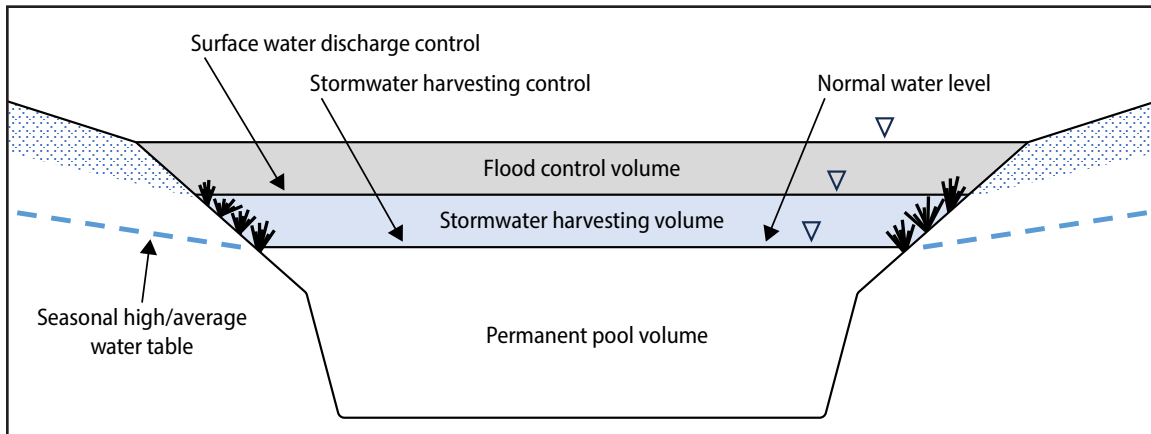 Surface water discharge control
Stormwater harvesting control
Normal water level
Flood control volume
Stormwater harvesting volume
Seasonal high/average
water table
Permanent pool volume